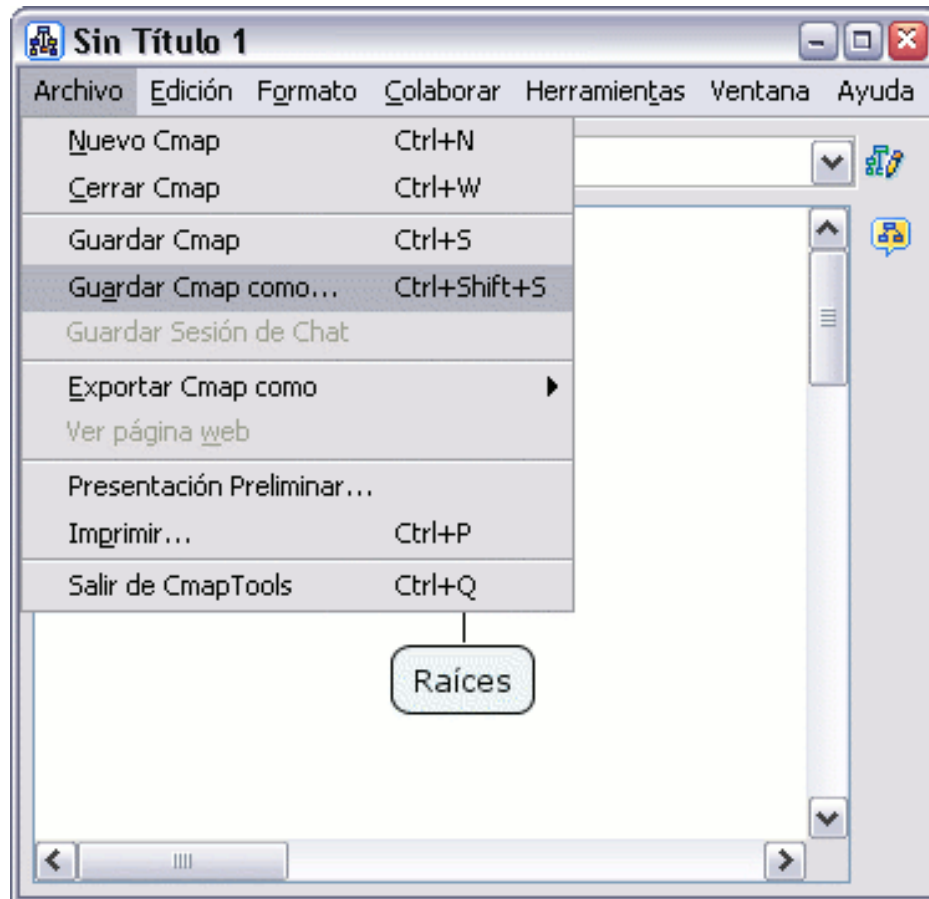 Sin Título 1
Archivo Edición Formato Colaborar Herramientas Ventana Ayuda
Nuevo Cmap Ctrl+N
Cerrar Cmap Ctrl+W
Guardar Cmap Ctrl+S
Guardar Cmap como... Ctrl+Shift+S
Guardar Sesión de Chat
Exportar Cmap como
Ver página web
Presentación Preliminar...
Imprimir... Ctrl+P
Salir de CmapTools Ctrl+Q
Raíces